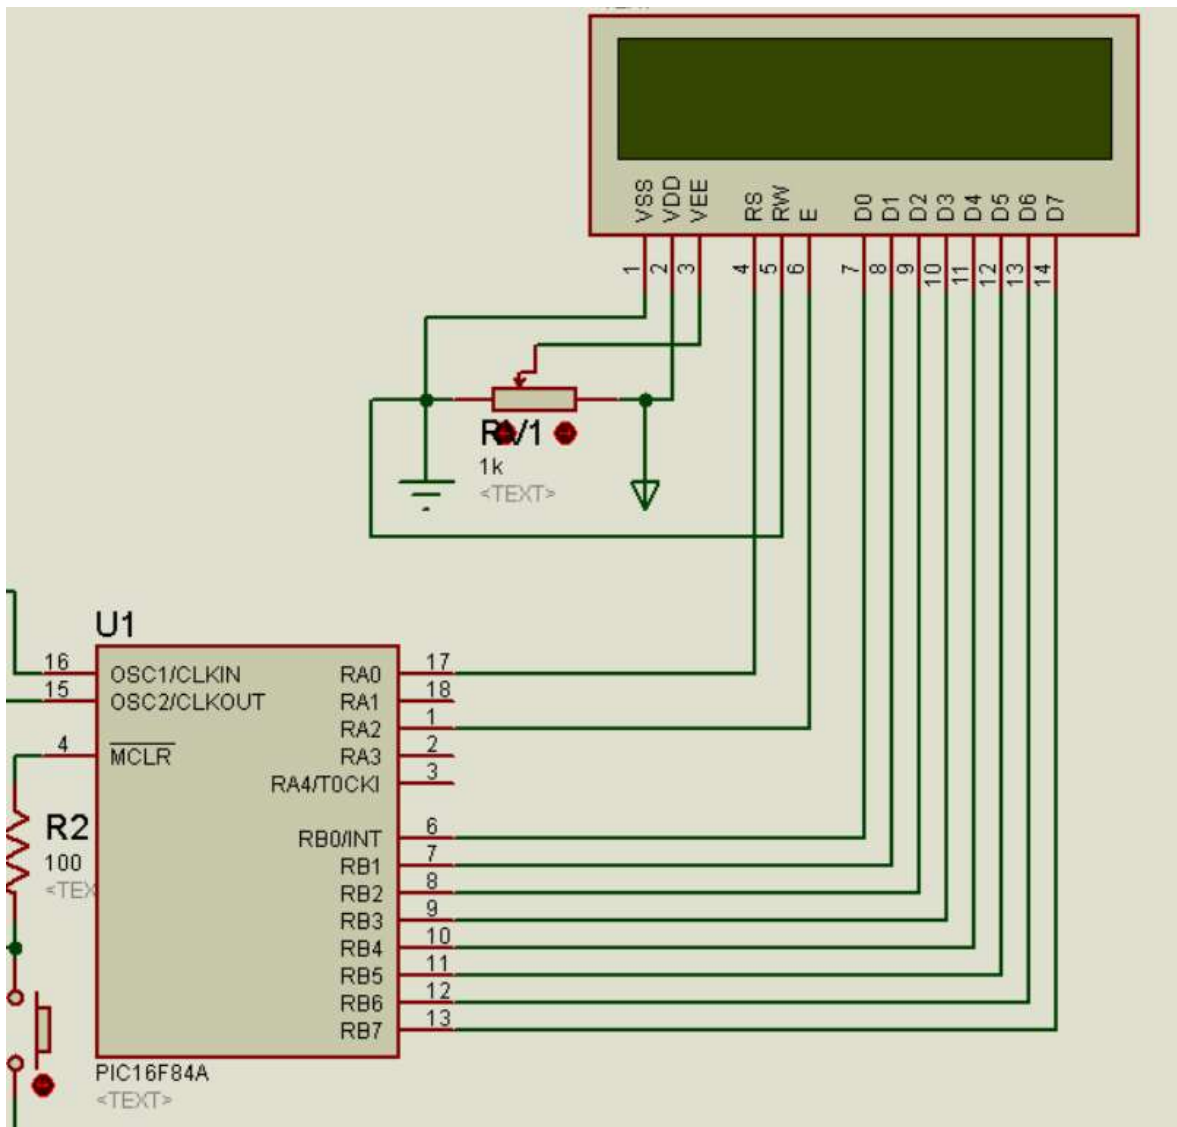 VSS
VDD
VEE
RS
RW
E
D0
D1
D2
D3
D4
D5
D6
D7
1
2
3
4
5
6
7
8
9
10
11
12
13
14
RV1
1k
<TEXT>
U1
16 OSC1/CLKIN RA0 17
15 OSC2/CLKOUT RA1 18
RA2 1
4 MCLR RA3 2
RA4/T0CKI 3
R2
100
<TEX
RB0/INT 6
RB1 7
RB2 8
RB3 9
RB4 10
RB5 11
RB6 12
RB7 13
PIC16F84A
<TEXT>